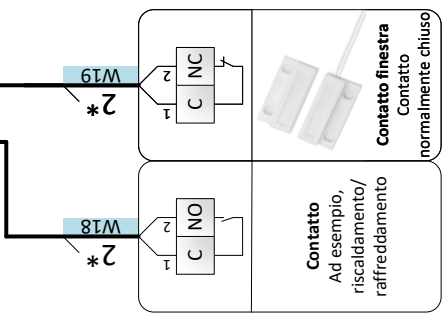 W19
2*
2
1
NC
C
Contatto finestra
Contatto
normalmente chiuso
W18
2*
2
1
NO
C
Contatto
Ad esempio,
riscaldamento/
raffreddamento